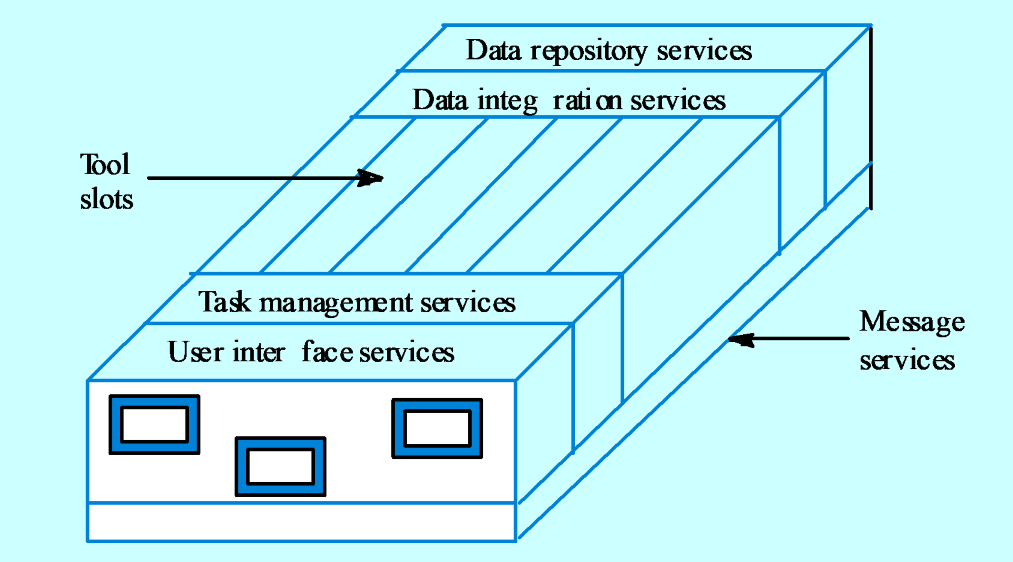 Data repository services
Data integ ration services
Tool
slots
Task management services
Message
services
User inter face services